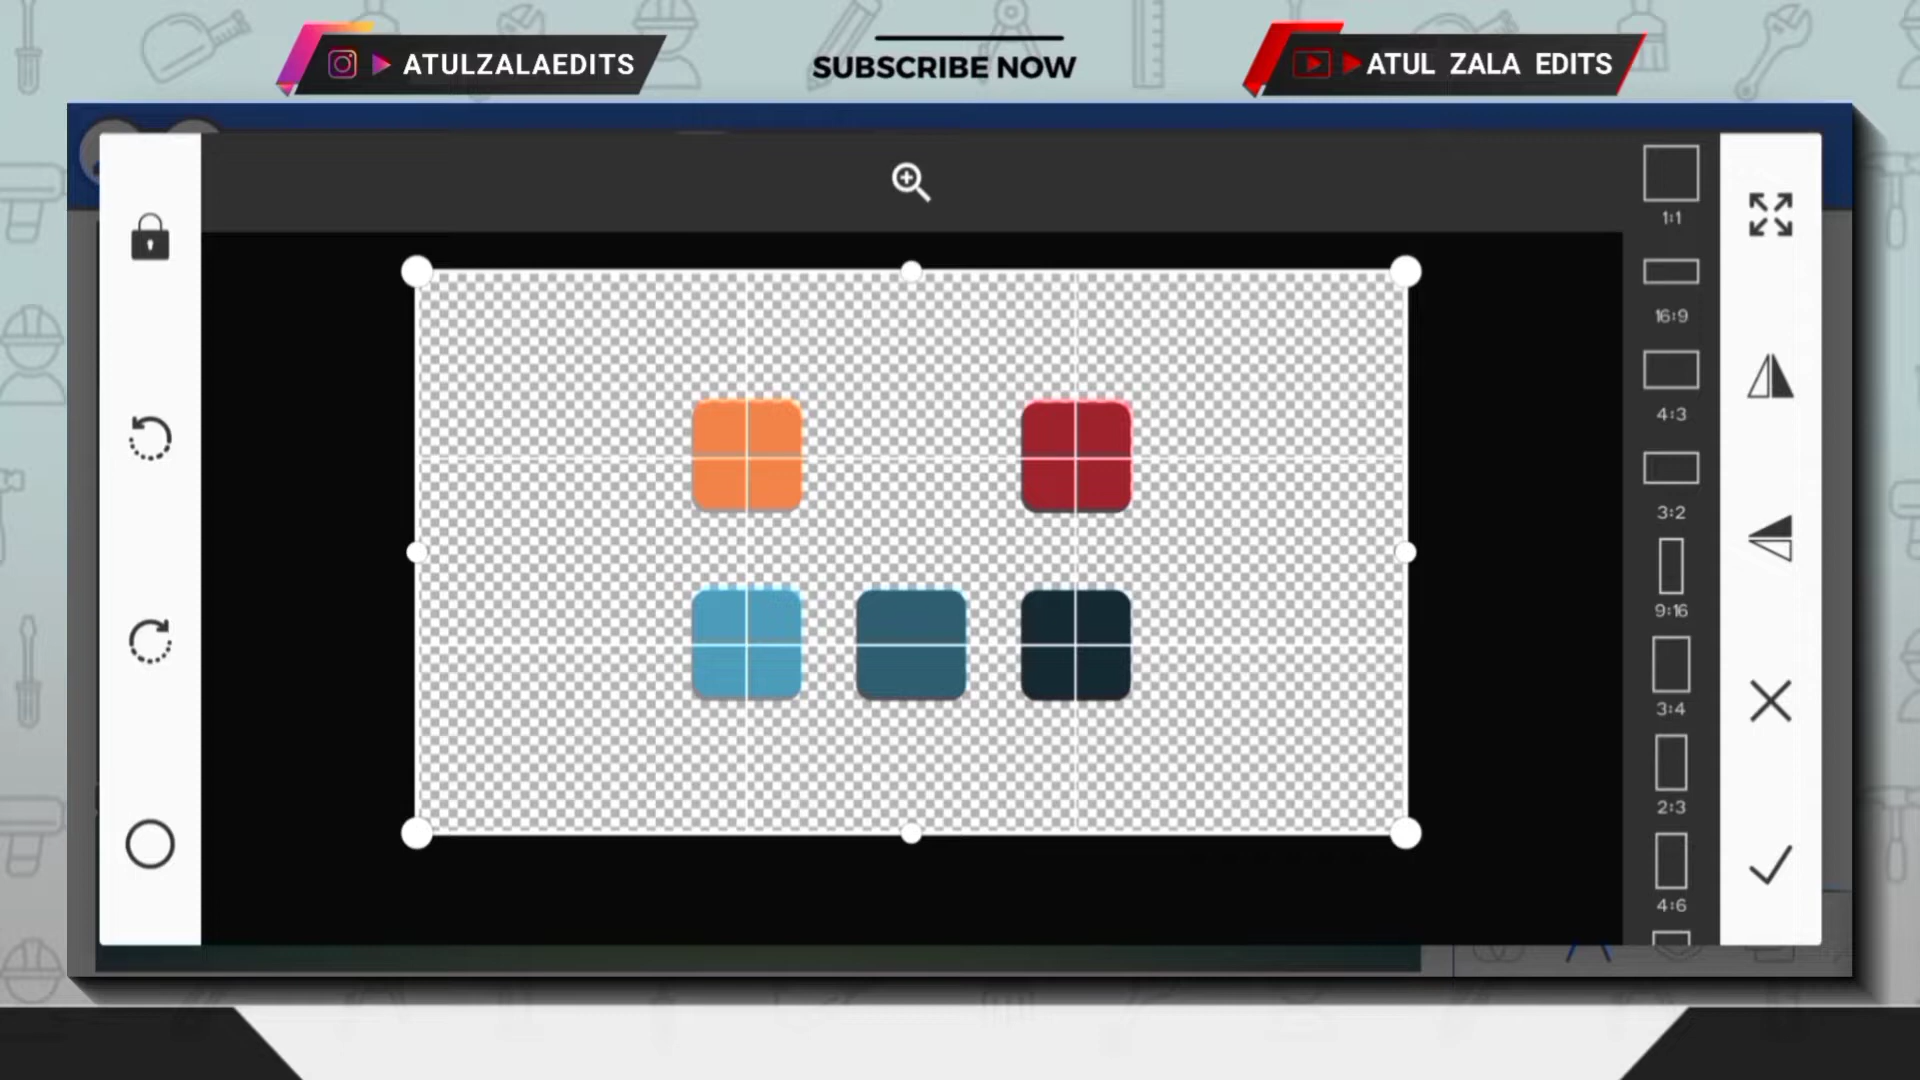 ATULZALAEDITS
SUBSCRIBE NOW
ATUL ZALA EDITS
1:1
16:9
4:3
3:2
9:16
3:4
2:3
4:6